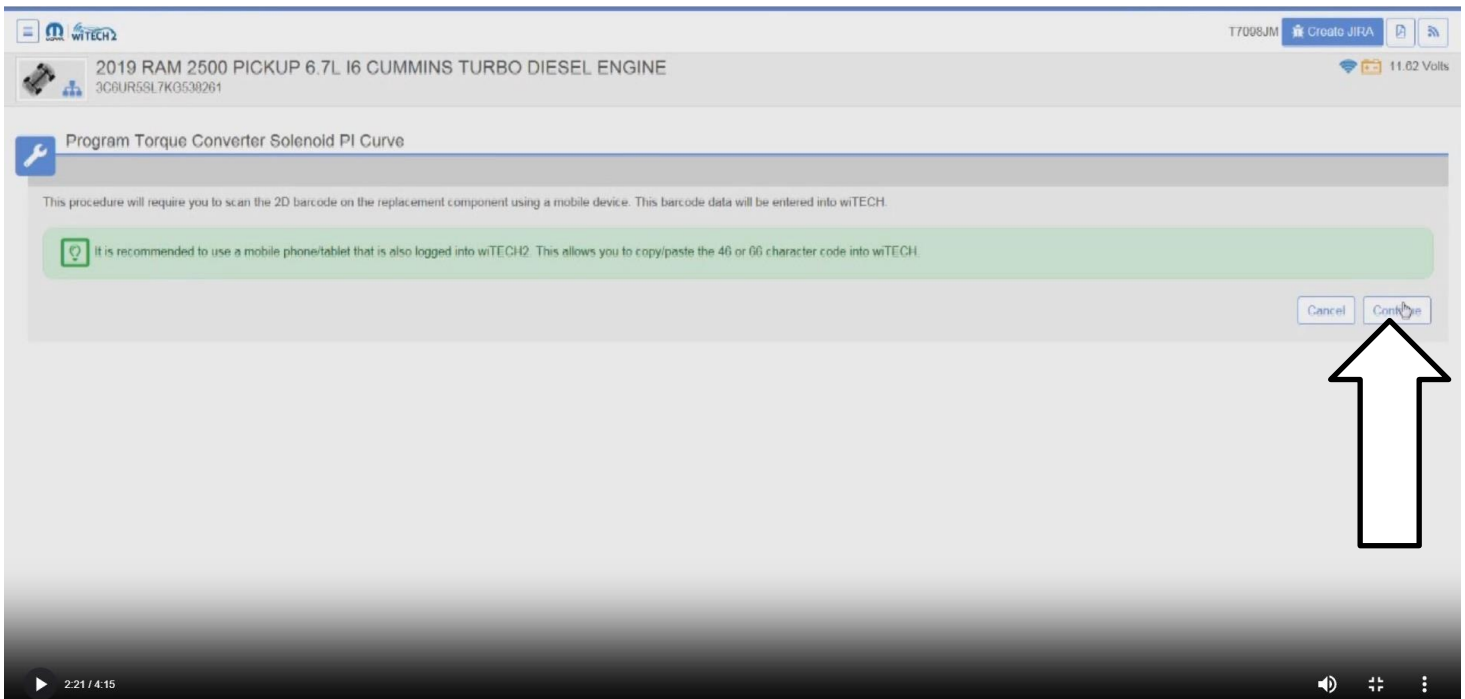 wiTECH2
T7098JM Create JIRA
2019 RAM 2500 PICKUP 6.7L I6 CUMMINS TURBO DIESEL ENGINE
11.62 Volts
3C6UR5SL7KG538261
Program Torque Converter Solenoid PI Curve
This procedure will require you to scan the 2D barcode on the replacement component using a mobile device. This barcode data will be entered into wiTECH.
It is recommended to use a mobile phone/tablet that is also logged into wiTECH2. This allows you to copy/paste the 46 or 66 character code into wiTECH.
Cancel Continue
2:21 / 4:15